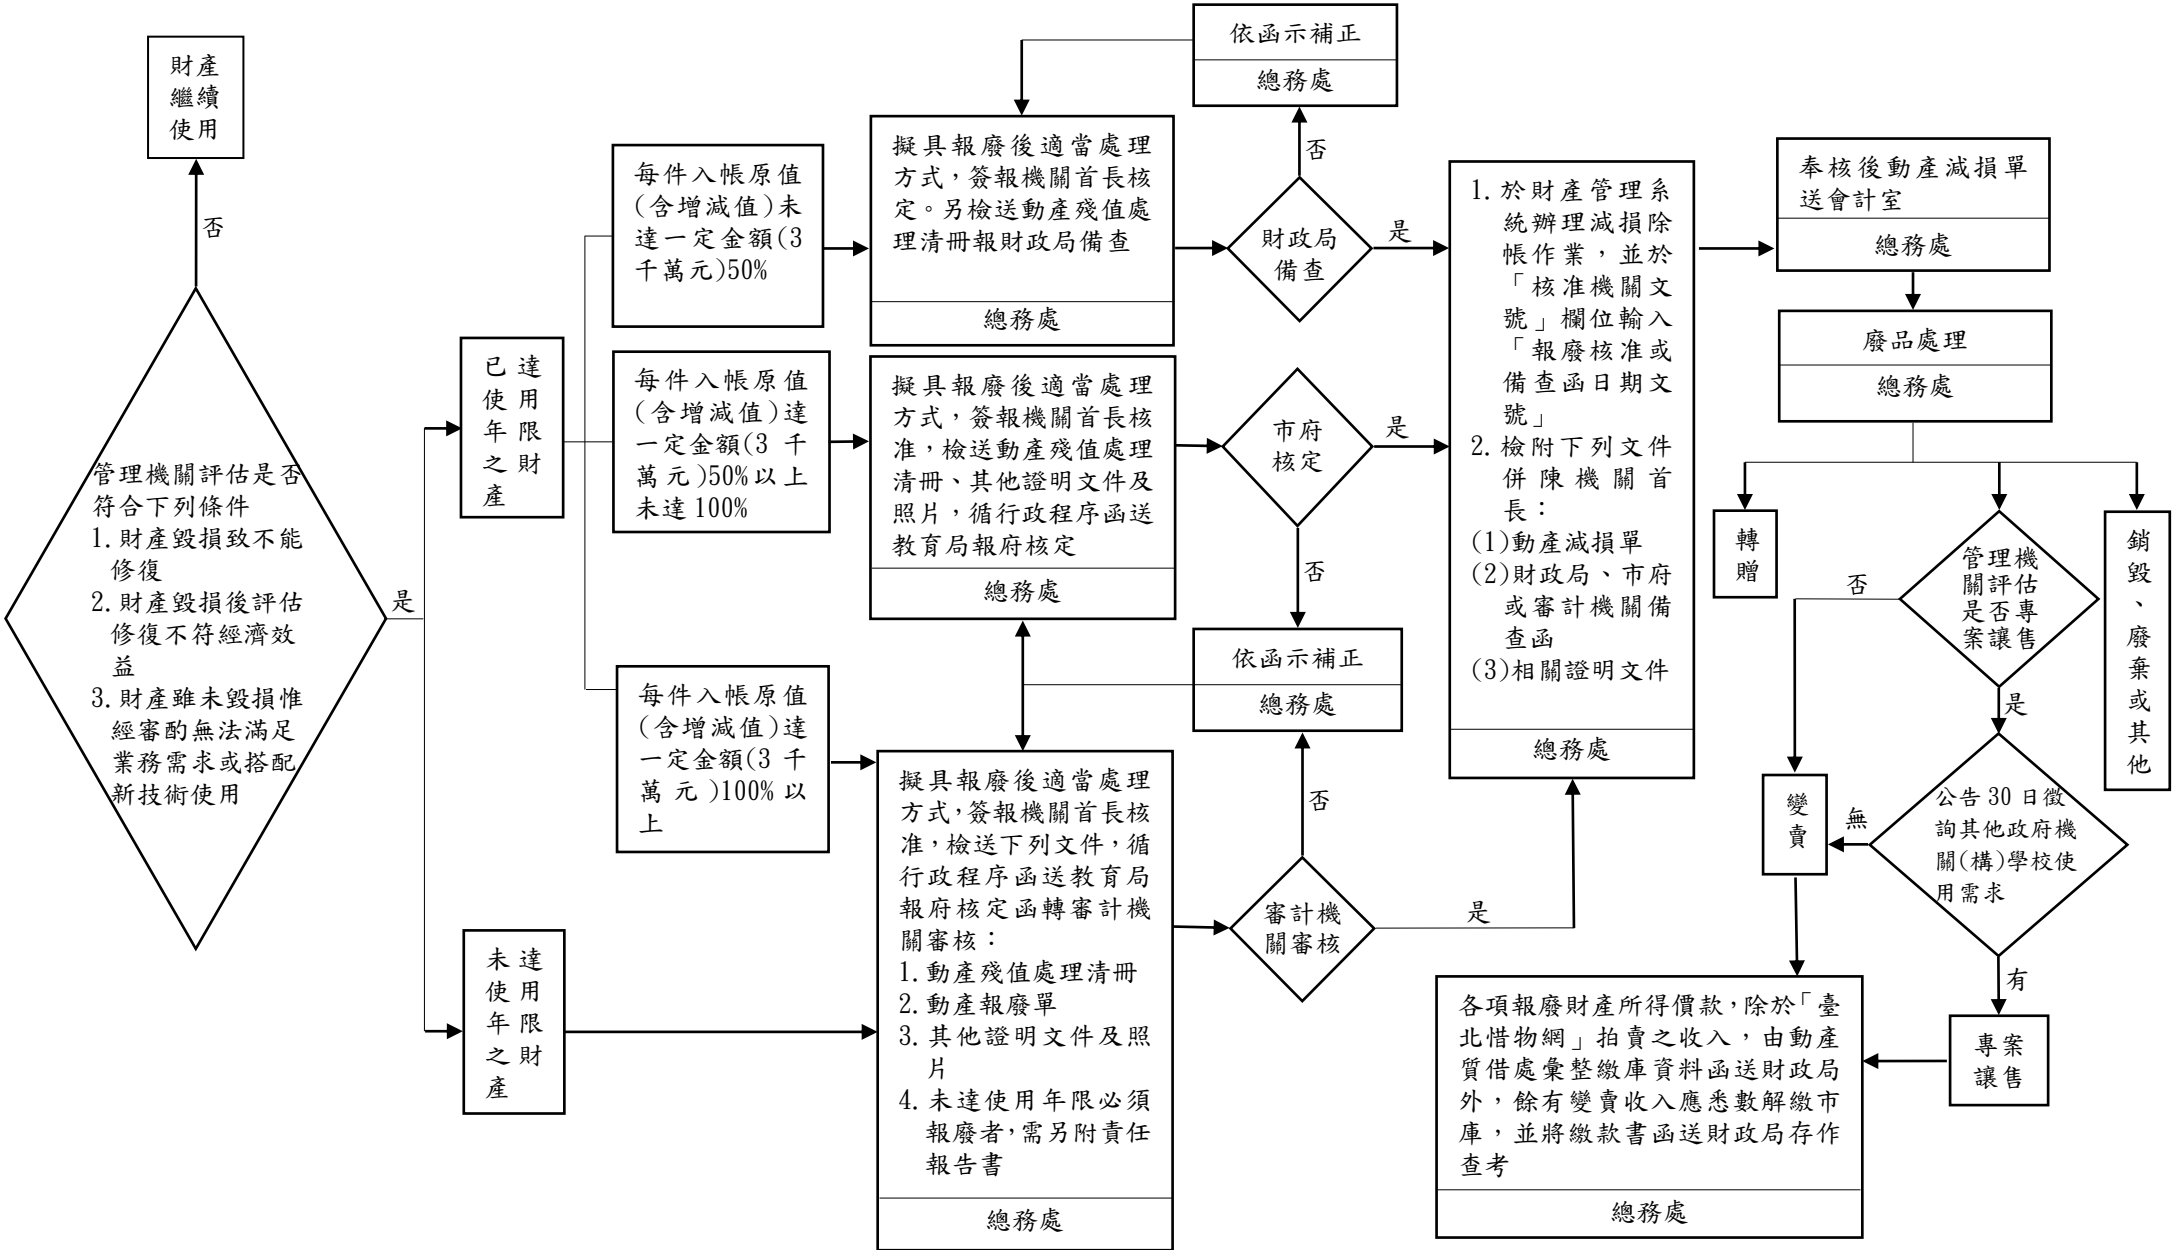 財產
繼續
使用
否
管理機關評估是否
符合下列條件
1. 財產毀損致不能
修復
2. 財產毀損後評估
修復不符經濟效
益
3. 財產雖未毀損惟
經審酌無法滿足
業務需求或搭配
新技術使用
是
已達
使用
年限
之財
產
未達
使用
年限
之財
產
每件入帳原值
(含增減值)未
達一定金額(3
千萬元)50%
每件入帳原值
(含增減值)達
一定金額(3 千
萬元)50%以上
未達 100%
每件入帳原值
(含增減值)達
一定金額(3 千
萬元)100%以
上
擬具報廢後適當處理
方式，簽報機關首長核
定。另檢送動產殘值處
理清冊報財政局備查
總務處
擬具報廢後適當處理
方式，簽報機關首長核
准，檢送動產殘值處理
清冊、其他證明文件及
照片，循行政程序函送
教育局報府核定
總務處
擬具報廢後適當處理
方式，簽報機關首長核
准，檢送下列文件，循
行政程序函送教育局
報府核定函轉審計機
關審核：
1. 動產殘值處理清冊
2. 動產報廢單
3. 其他證明文件及照
片
4. 未達使用年限必須
報廢者，需另附責任
報告書
總務處
依函示補正
總務處
否
財政局
備查
是
市府
核定
是
否
依函示補正
總務處
否
審計機
關審核
是
1. 於財產管理系
統辦理減損除
帳作業，並於
「核准機關文
號」欄位輸入
「報廢核准或
備查函日期文
號」
2. 檢附下列文件
併陳機關首
長：
(1)動產減損單
(2)財政局、市府
或審計機關備
查函
(3)相關證明文件
總務處
奉核後動產減損單
送會計室
總務處
廢品處理
總務處
轉
贈
管理機
關評估
是否專
案讓售
否
是
銷
毀
、
廢
棄
或
其
他
變
賣
無
公告 30 日徵
詢其他政府機
關(構)學校使
用需求
有
專案
讓售
各項報廢財產所得價款，除於「臺
北惜物網」拍賣之收入，由動產
質借處彙整繳庫資料函送財政局
外，餘有變賣收入應悉數解繳市
庫，並將繳款書函送財政局存作
查考
總務處